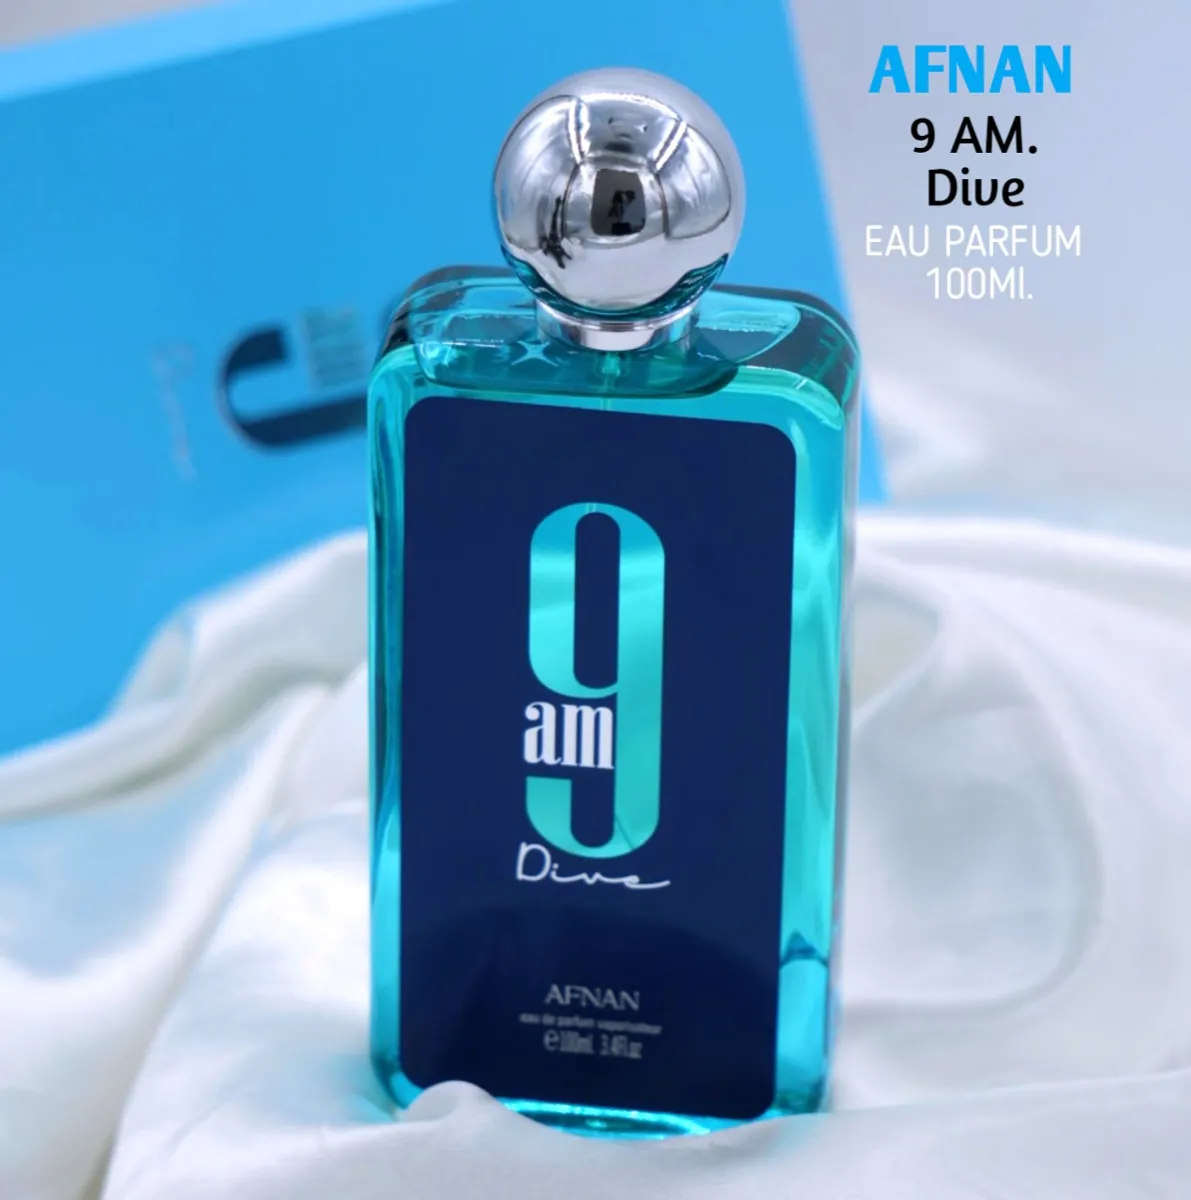 AFNAN
9 AM.
Dive
EAU PARFUM
100Ml.
9
am
Dive
AFNAN
eau de parfum vaporisateur
℮100ml 3.4Fl.oz